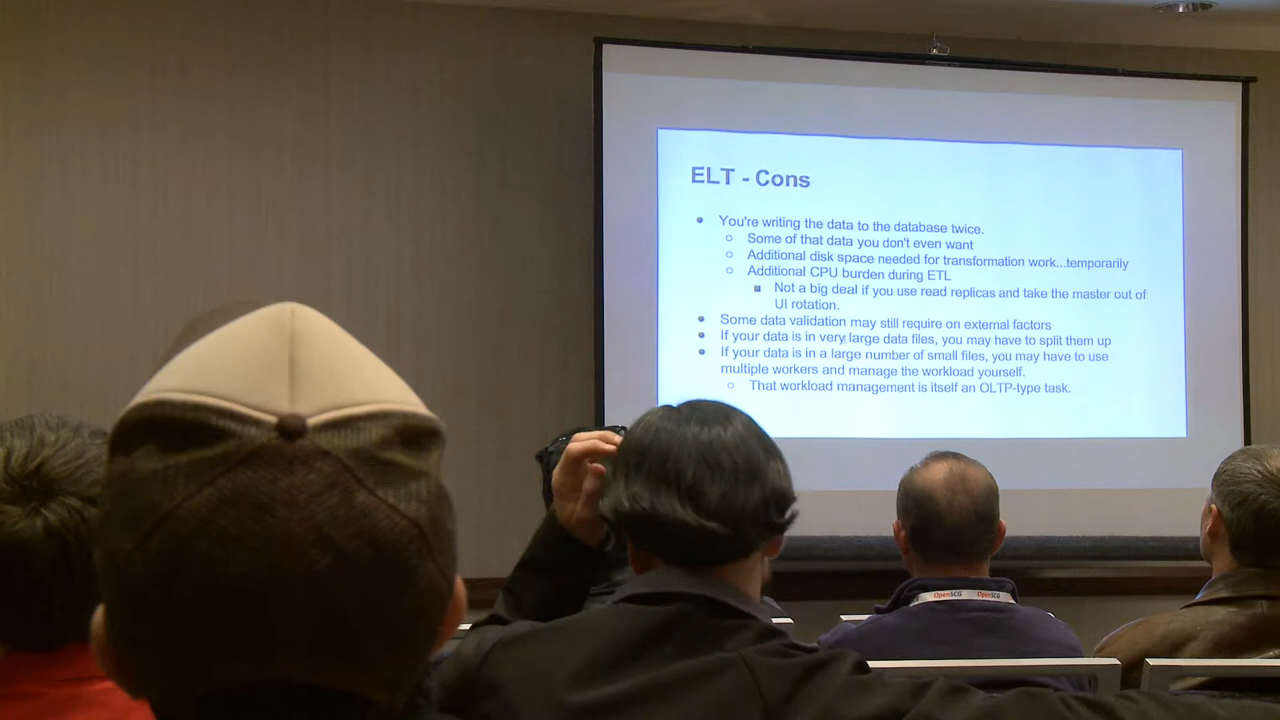 ELT - Cons
You're writing the data to the database twice.
Some of that data you don't even want
Additional disk space needed for transformation work...temporarily
Additional CPU burden during ETL
Not a big deal if you use read replicas and take the master out of
UI rotation.
Some data validation may still require on external factors
If your data is in very large data files, you may have to split them up
If your data is in a large number of small files, you may have to use
multiple workers and manage the workload yourself.
That workload management is itself an OLTP-type task.
OpenSCG OpenSCG